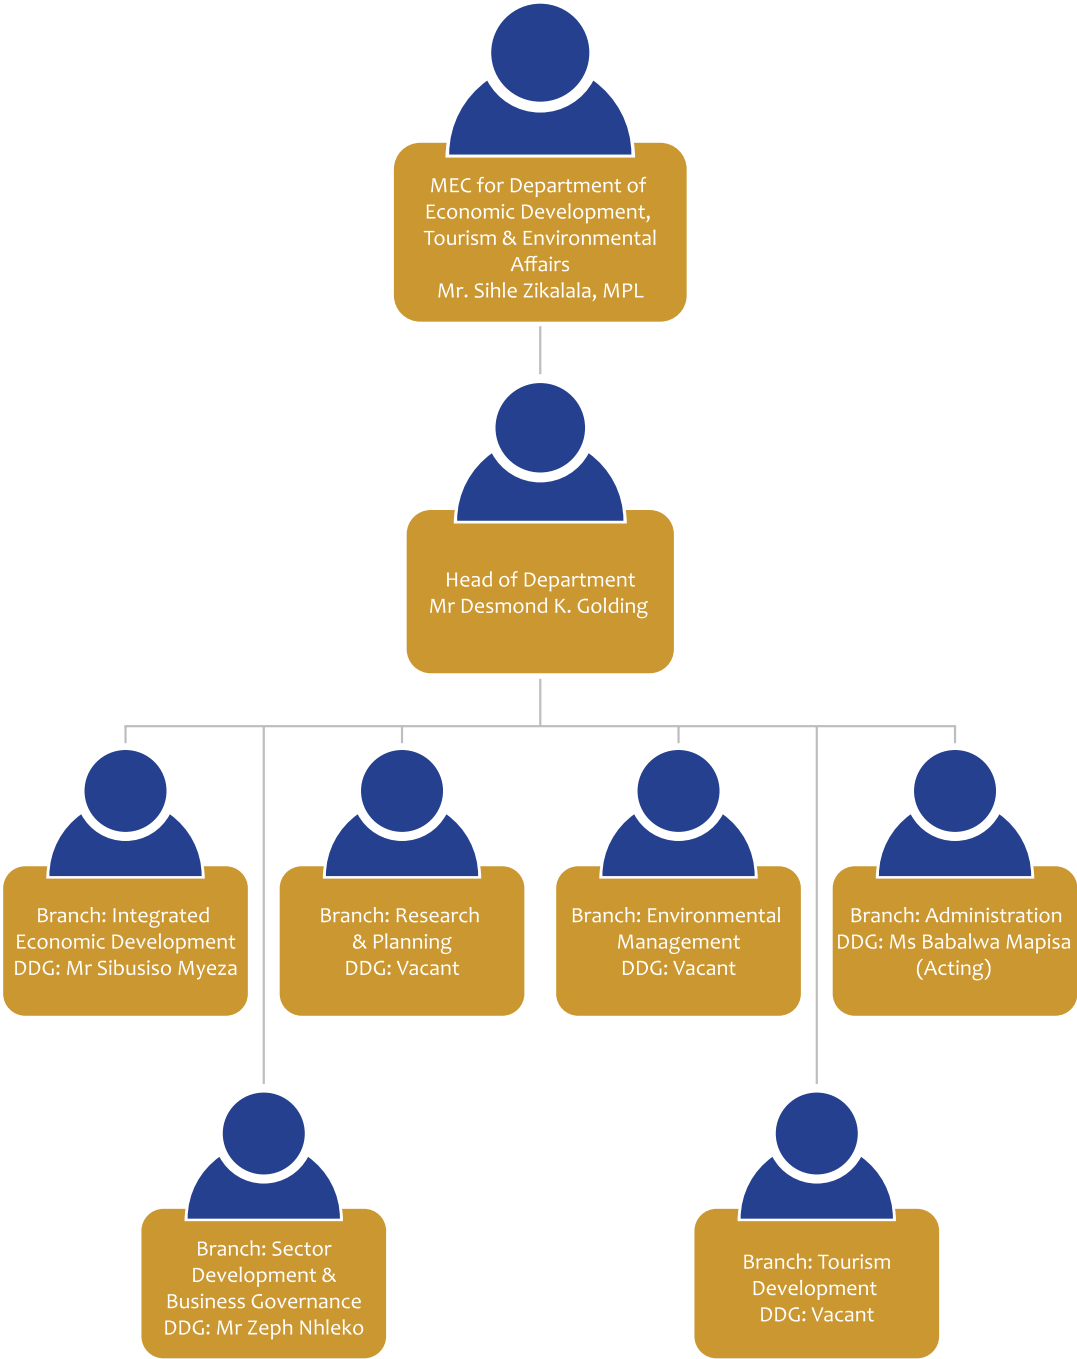 MEC for Department of
Economic Development,
Tourism & Environmental
Affairs
Mr. Sihle Zikalala, MPL
Head of Department
Mr Desmond K. Golding
Branch: Integrated
Economic Development
DDG: Mr Sibusiso Myeza
Branch: Research
& Planning
DDG: Vacant
Branch: Environmental
Management
DDG: Vacant
Branch: Administration
DDG: Ms Babalwa Mapisa
(Acting)
Branch: Sector
Development &
Business Governance
DDG: Mr Zeph Nhleko
Branch: Tourism
Development
DDG: Vacant